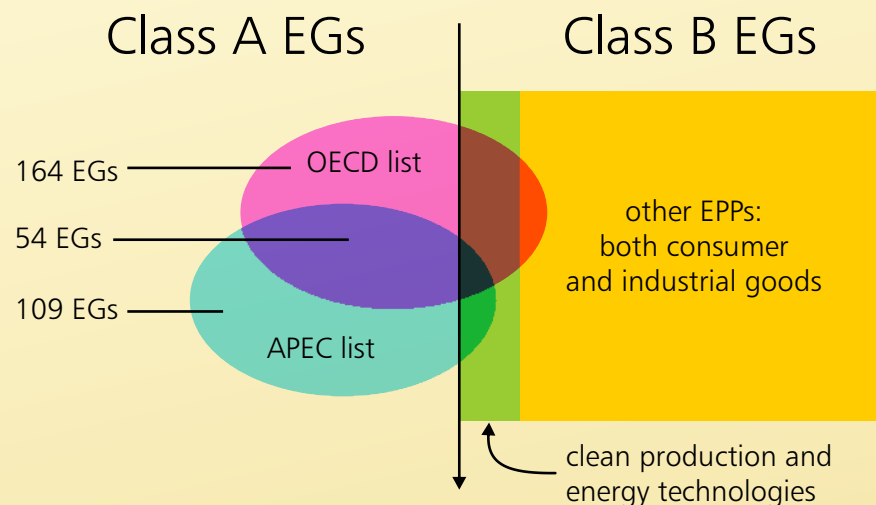 Class A EGs
Class B EGs
164 EGs
OECD list
54 EGs
109 EGs
APEC list
other EPPs:
both consumer
and industrial goods
clean production and
energy technologies